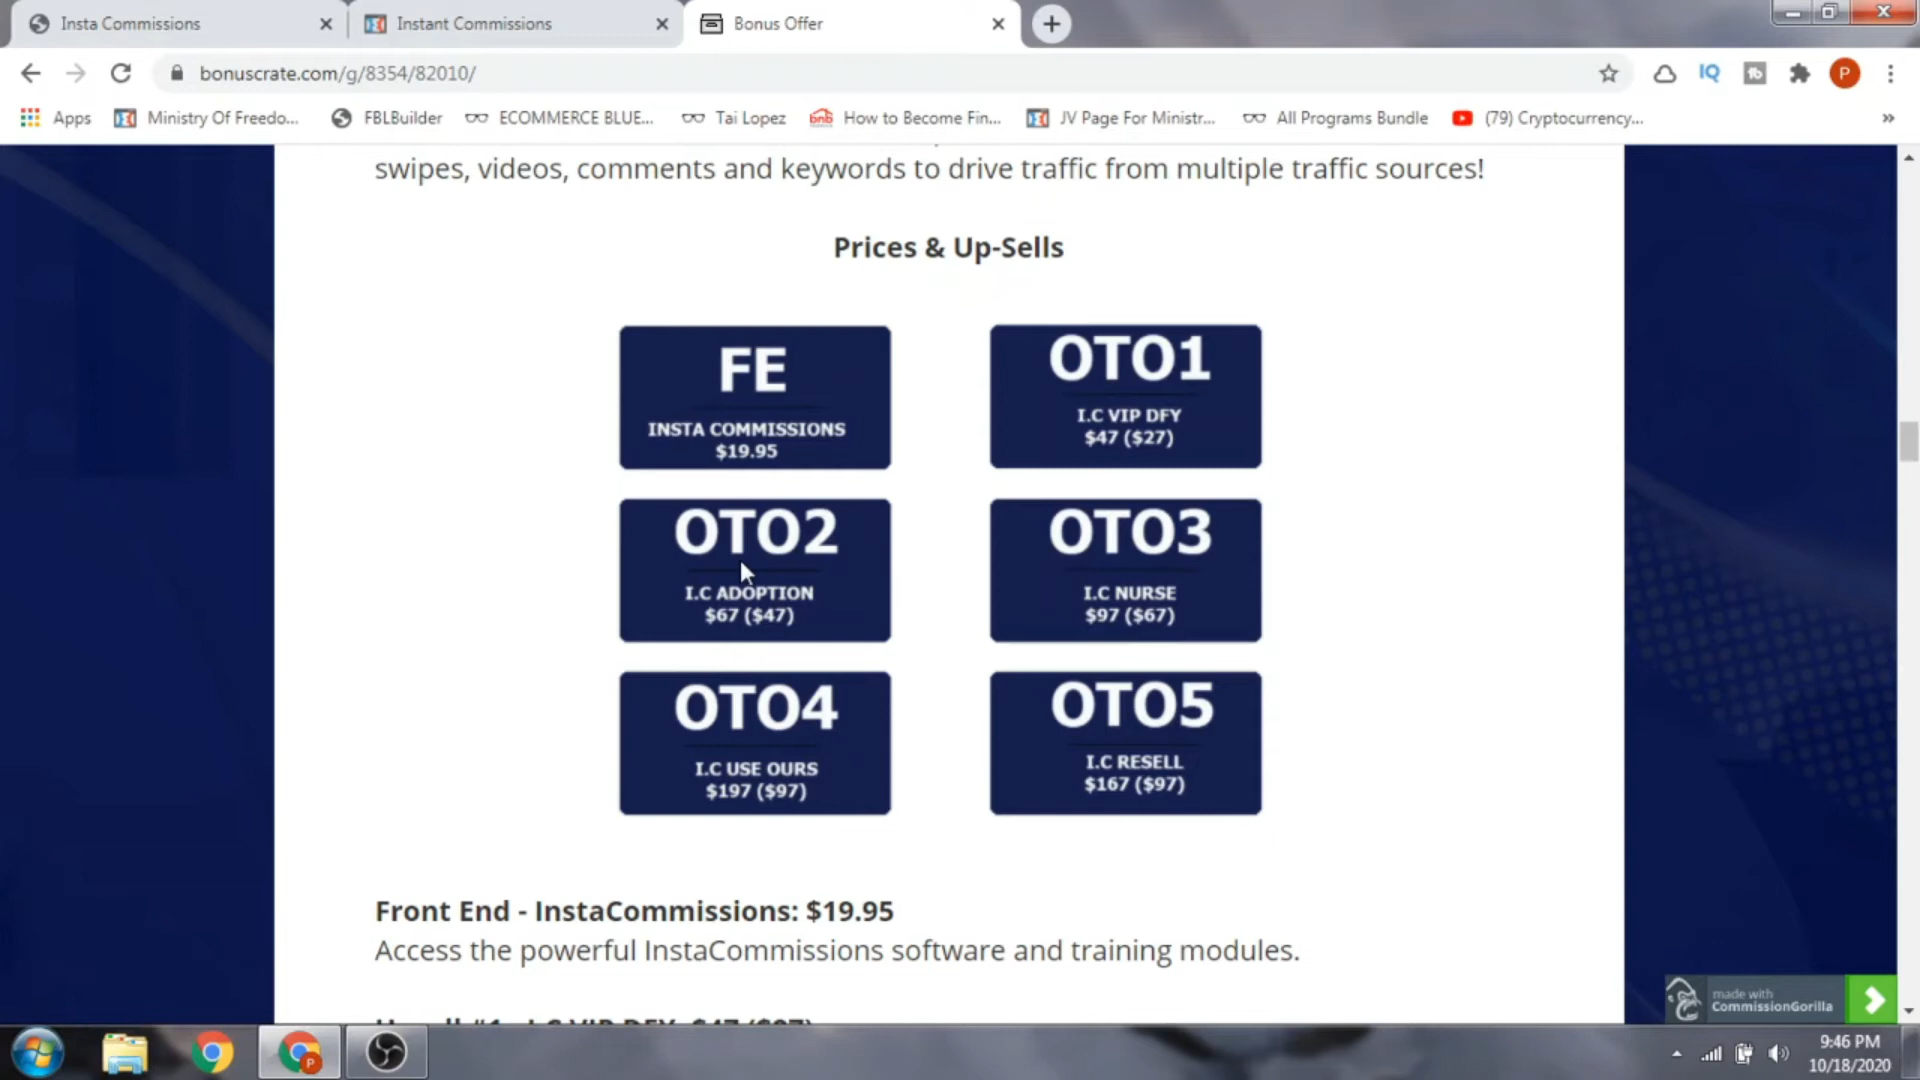 Insta Commissions
Instant Commissions
Bonus Offer
bonuscrate.com/g/8354/82010/
IQ
tb
P
Apps
Ministry Of Freedo...
FBLBuilder
ECOMMERCE BLUE...
Tai Lopez
bnb
How to Become Fin...
JV Page For Ministr...
All Programs Bundle
(79) Cryptocurrency...
»
swipes, videos, comments and keywords to drive traffic from multiple traffic sources!
Prices & Up-Sells
FE
INSTA COMMISSIONS
$19.95
OTO1
I.C VIP DFY
$47 ($27)
OTO2
I.C ADOPTION
$67 ($47)
OTO3
I.C NURSE
$97 ($67)
OTO4
I.C USE OURS
$197 ($97)
OTO5
I.C RESELL
$167 ($97)
Front End - InstaCommissions: $19.95
Access the powerful InstaCommissions software and training modules.
made with
CommissionGorilla
P
9:46 PM
10/18/2020